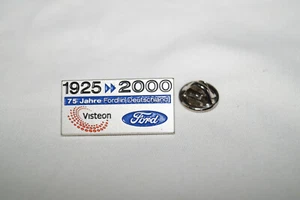 1925 2000
75 Jahre Ford in Deutschland
Visteon
Ford